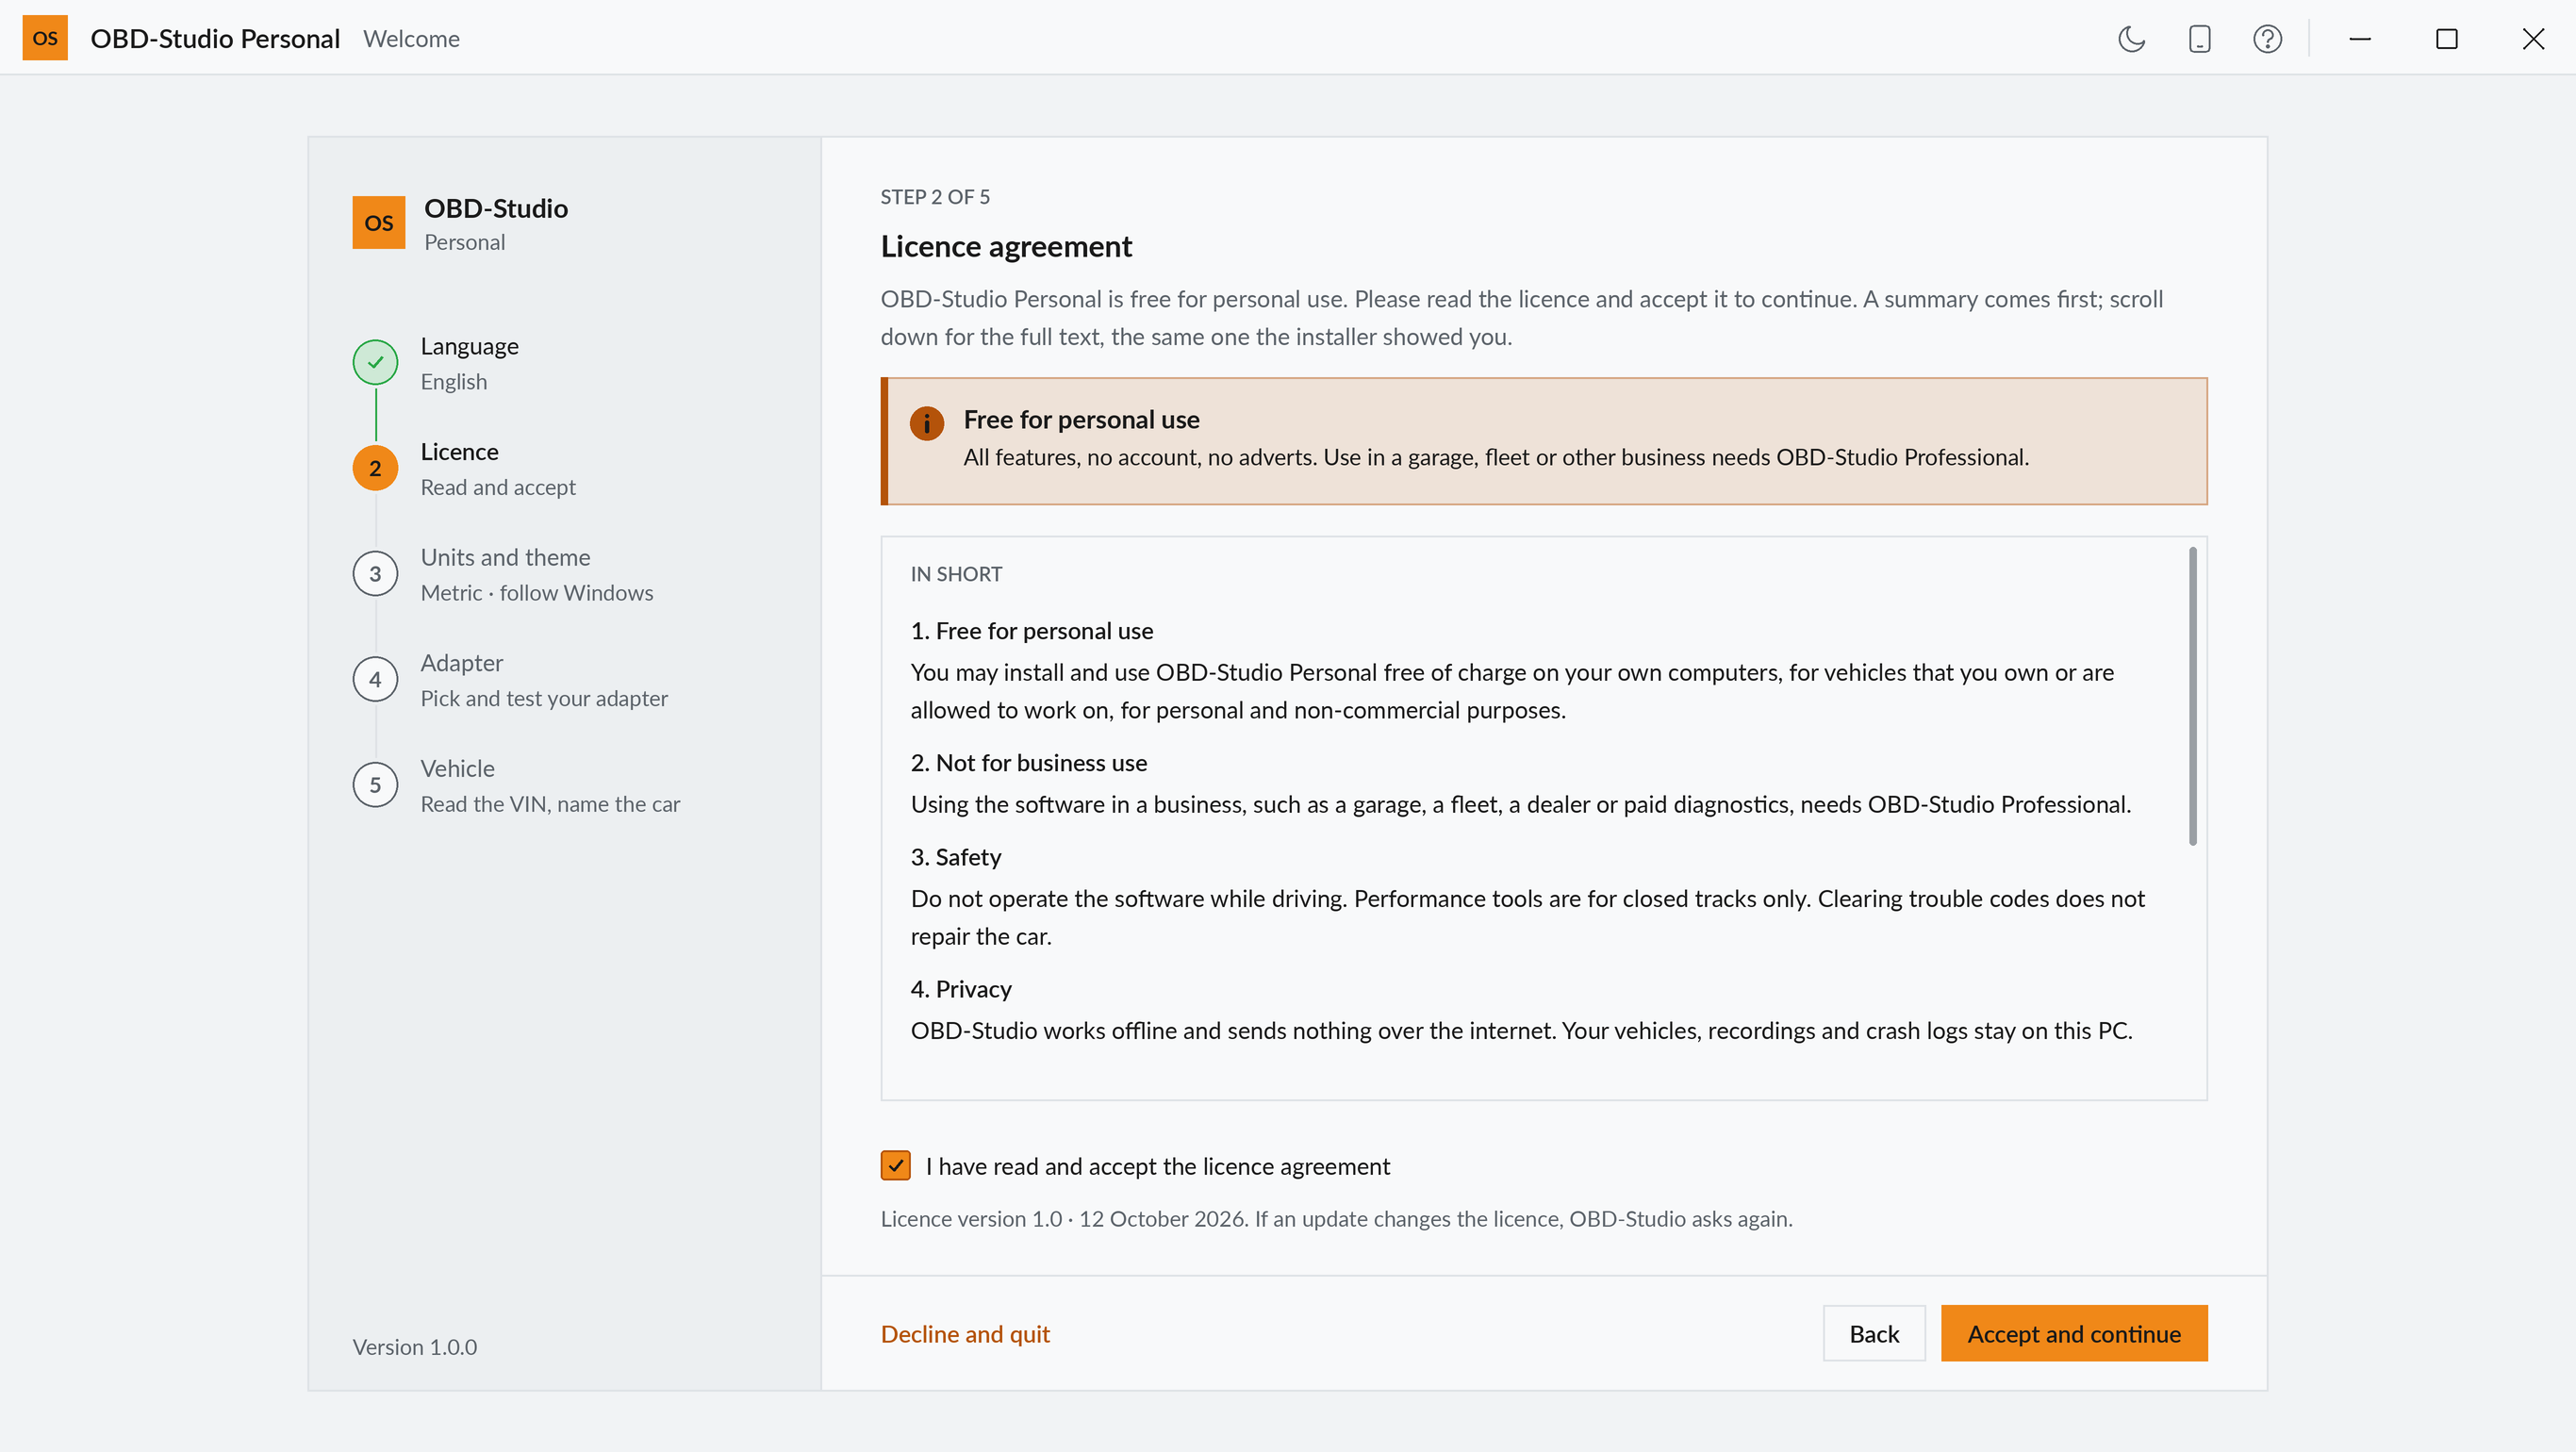 OS OBD-Studio Personal Welcome
OS OBD-Studio
Personal
Language
English
2 Licence
Read and accept
3 Units and theme
Metric · follow Windows
4 Adapter
Pick and test your adapter
5 Vehicle
Read the VIN, name the car
Version 1.0.0
STEP 2 OF 5
Licence agreement
OBD-Studio Personal is free for personal use. Please read the licence and accept it to continue. A summary comes first; scroll
down for the full text, the same one the installer showed you.
Free for personal use
All features, no account, no adverts. Use in a garage, fleet or other business needs OBD-Studio Professional.
IN SHORT
1. Free for personal use
You may install and use OBD-Studio Personal free of charge on your own computers, for vehicles that you own or are
allowed to work on, for personal and non-commercial purposes.
2. Not for business use
Using the software in a business, such as a garage, a fleet, a dealer or paid diagnostics, needs OBD-Studio Professional.
3. Safety
Do not operate the software while driving. Performance tools are for closed tracks only. Clearing trouble codes does not
repair the car.
4. Privacy
OBD-Studio works offline and sends nothing over the internet. Your vehicles, recordings and crash logs stay on this PC.
I have read and accept the licence agreement
Licence version 1.0 · 12 October 2026. If an update changes the licence, OBD-Studio asks again.
Decline and quit
Back
Accept and continue